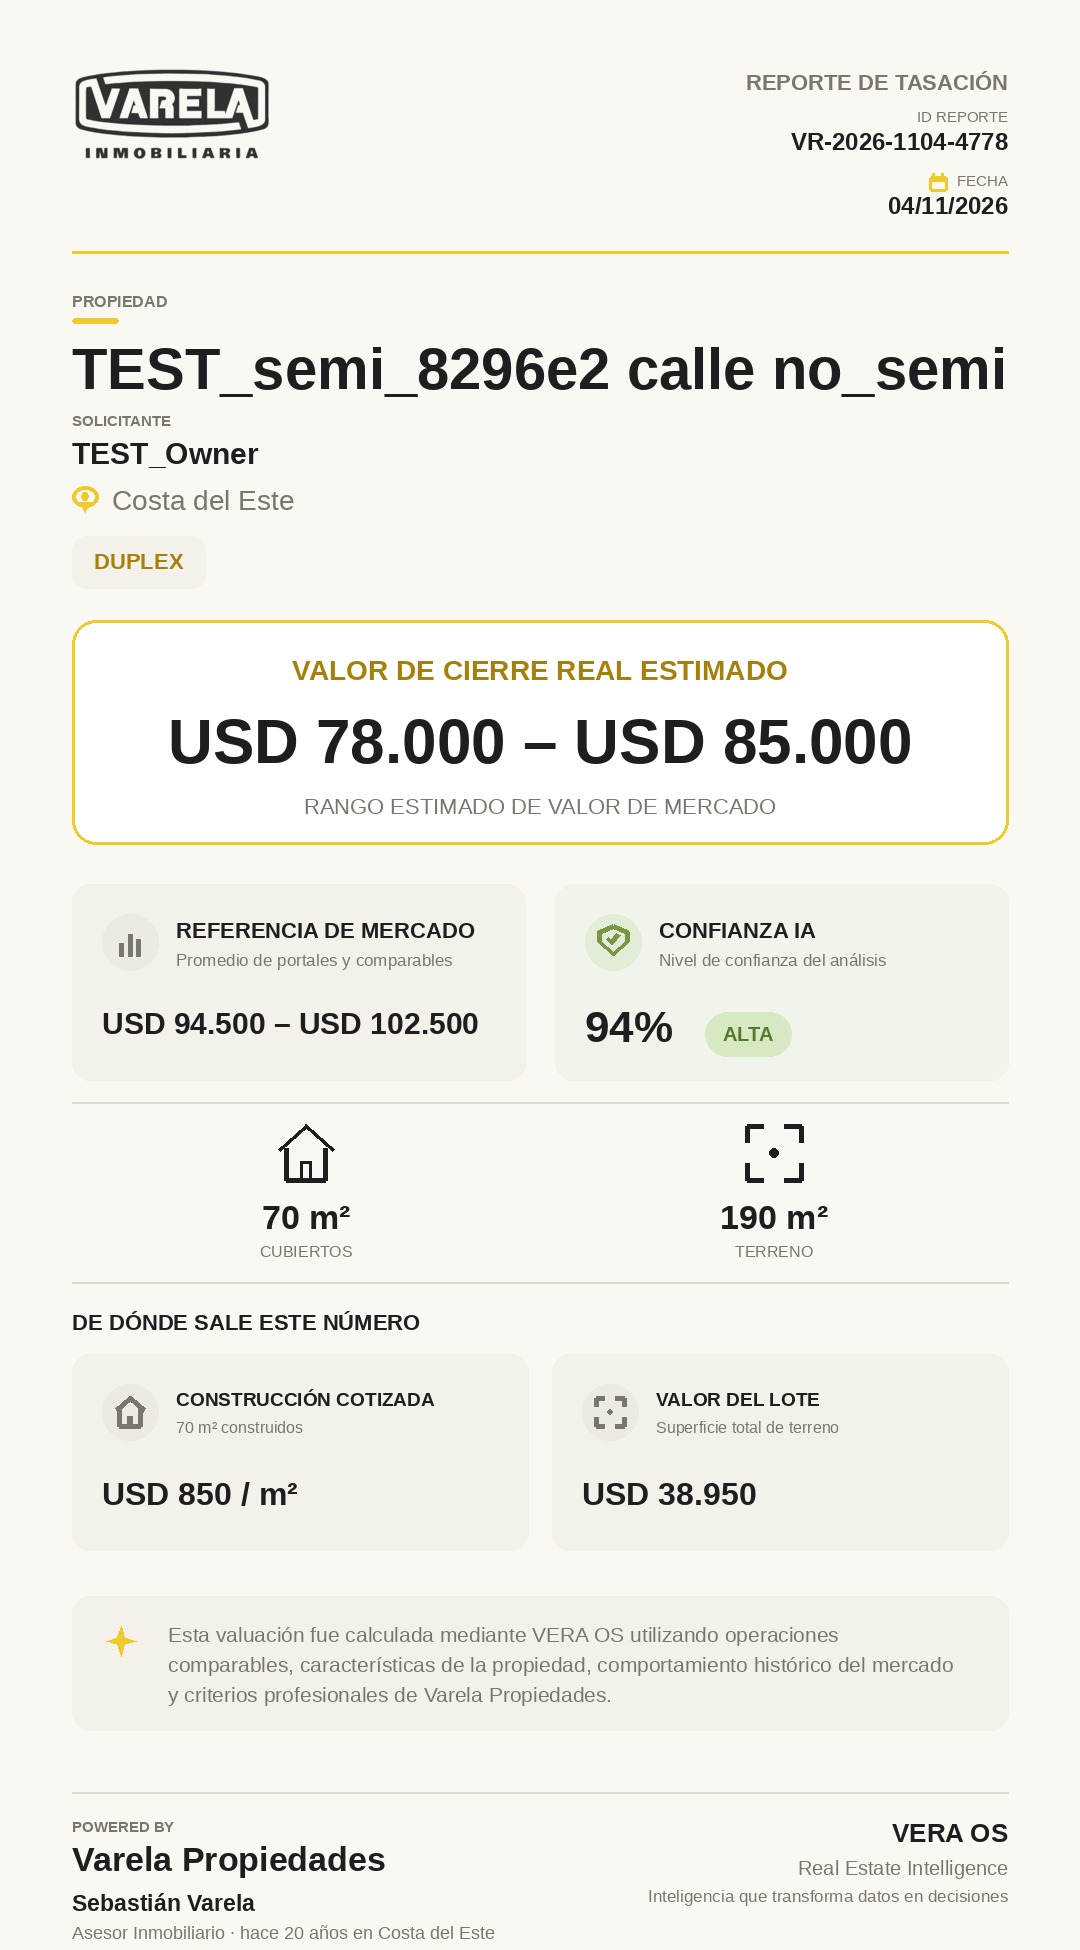 VARELA
INMOBILIARIA
REPORTE DE TASACIÓN
ID REPORTE
VR-2026-1104-4778
FECHA
04/11/2026
PROPIEDAD
TEST_semi_8296e2 calle no_semi
SOLICITANTE
TEST_Owner
Costa del Este
DUPLEX
VALOR DE CIERRE REAL ESTIMADO
USD 78.000 – USD 85.000
RANGO ESTIMADO DE VALOR DE MERCADO
REFERENCIA DE MERCADO
Promedio de portales y comparables
USD 94.500 – USD 102.500
CONFIANZA IA
Nivel de confianza del análisis
94%
ALTA
70 m²
CUBIERTOS
190 m²
TERRENO
DE DÓNDE SALE ESTE NÚMERO
CONSTRUCCIÓN COTIZADA
70 m² construidos
USD 850 / m²
VALOR DEL LOTE
Superficie total de terreno
USD 38.950
Esta valuación fue calculada mediante VERA OS utilizando operaciones
comparables, características de la propiedad, comportamiento histórico del mercado
y criterios profesionales de Varela Propiedades.
POWERED BY
Varela Propiedades
Sebastián Varela
Asesor Inmobiliario · hace 20 años en Costa del Este
VERA OS
Real Estate Intelligence
Inteligencia que transforma datos en decisiones